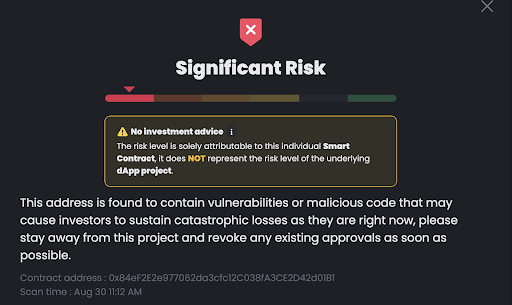 Significant Risk
No investment advice i
The risk level is solely attributable to this individual Smart
Contract, it does NOT represent the risk level of the underlying
dApp project.
This address is found to contain vulnerabilities or malicious code that may
cause investors to sustain catastrophic losses as they are right now, please
stay away from this project and revoke any existing approvals as soon as
possible.
Contract address : 0x84eF2E2e977062da3cfc12C038fA3CE2D42d01B1
Scan time : Aug 30 11:12 AM